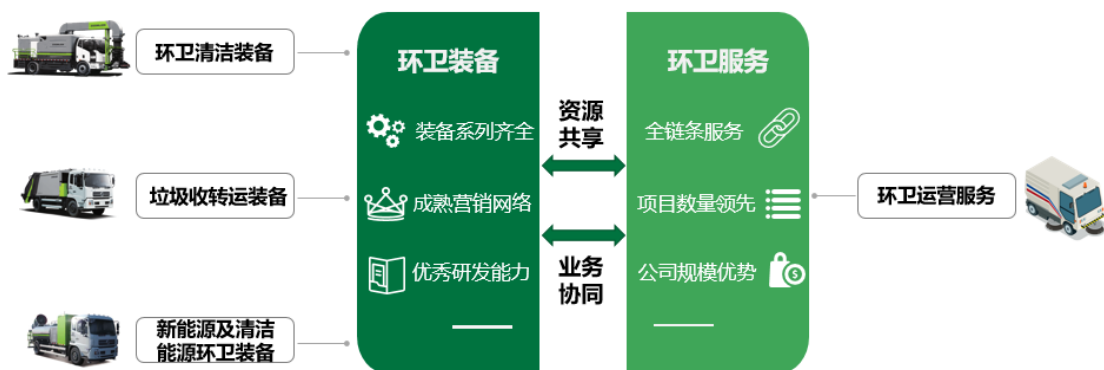 环卫清洁装备
垃圾收转运装备
新能源及清洁
能源环卫装备
环卫装备
装备系列齐全
成熟营销网络
优秀研发能力
资源
共享
业务
协同
环卫服务
全链条服务
项目数量领先
公司规模优势
$
环卫运营服务